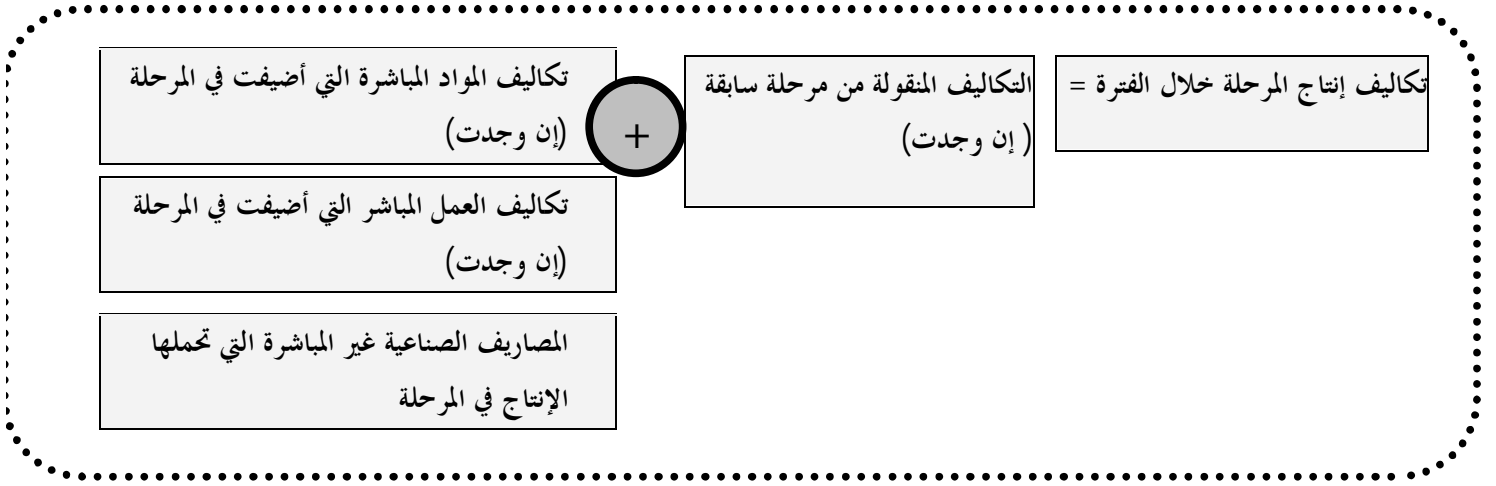 تكاليف إنتاج المرحلة خلال الفترة =
التكاليف المنقولة من مرحلة سابقة
( إن وجدت)
+
تكاليف المواد المباشرة التي أضيفت في المرحلة
(إن وجدت)
تكاليف العمل المباشر التي أضيفت في المرحلة
(إن وجدت)
المصاريف الصناعية غير المباشرة التي تحملها
الإنتاج في المرحلة